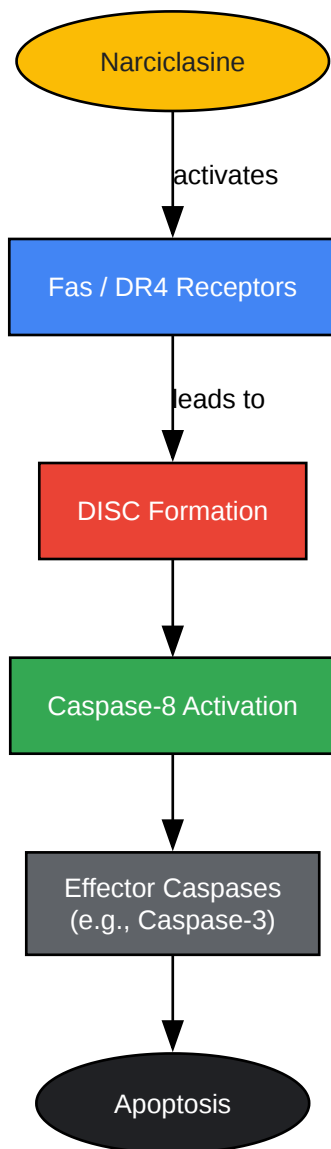 Narciclasine
activates
Fas / DR4 Receptors
leads to
DISC Formation
Caspase-8 Activation
Effector Caspases
(e.g., Caspase-3)
Apoptosis